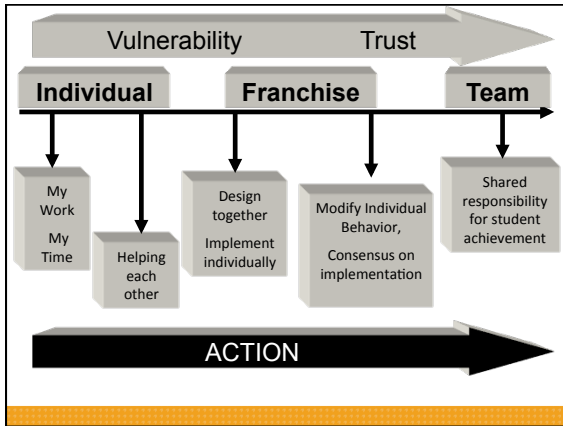 Vulnerability Trust
Individual Franchise Team
My
Work
My
Time
Helping
each
other
Design
together
Implement
individually
Modify Individual
Behavior,
Consensus on
implementation
Shared
responsibility
for student
achievement
ACTION